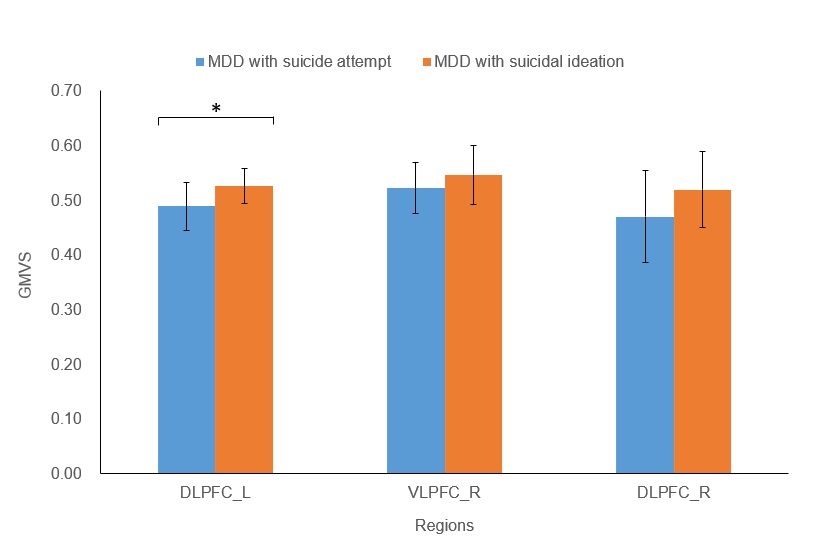 MDD with suicide attempt MDD with suicidal ideation
0.70
*
0.60
0.50
0.40
GMVS
0.30
0.20
0.10
0.00
DLPFC_L VLPFC_R DLPFC_R
Regions